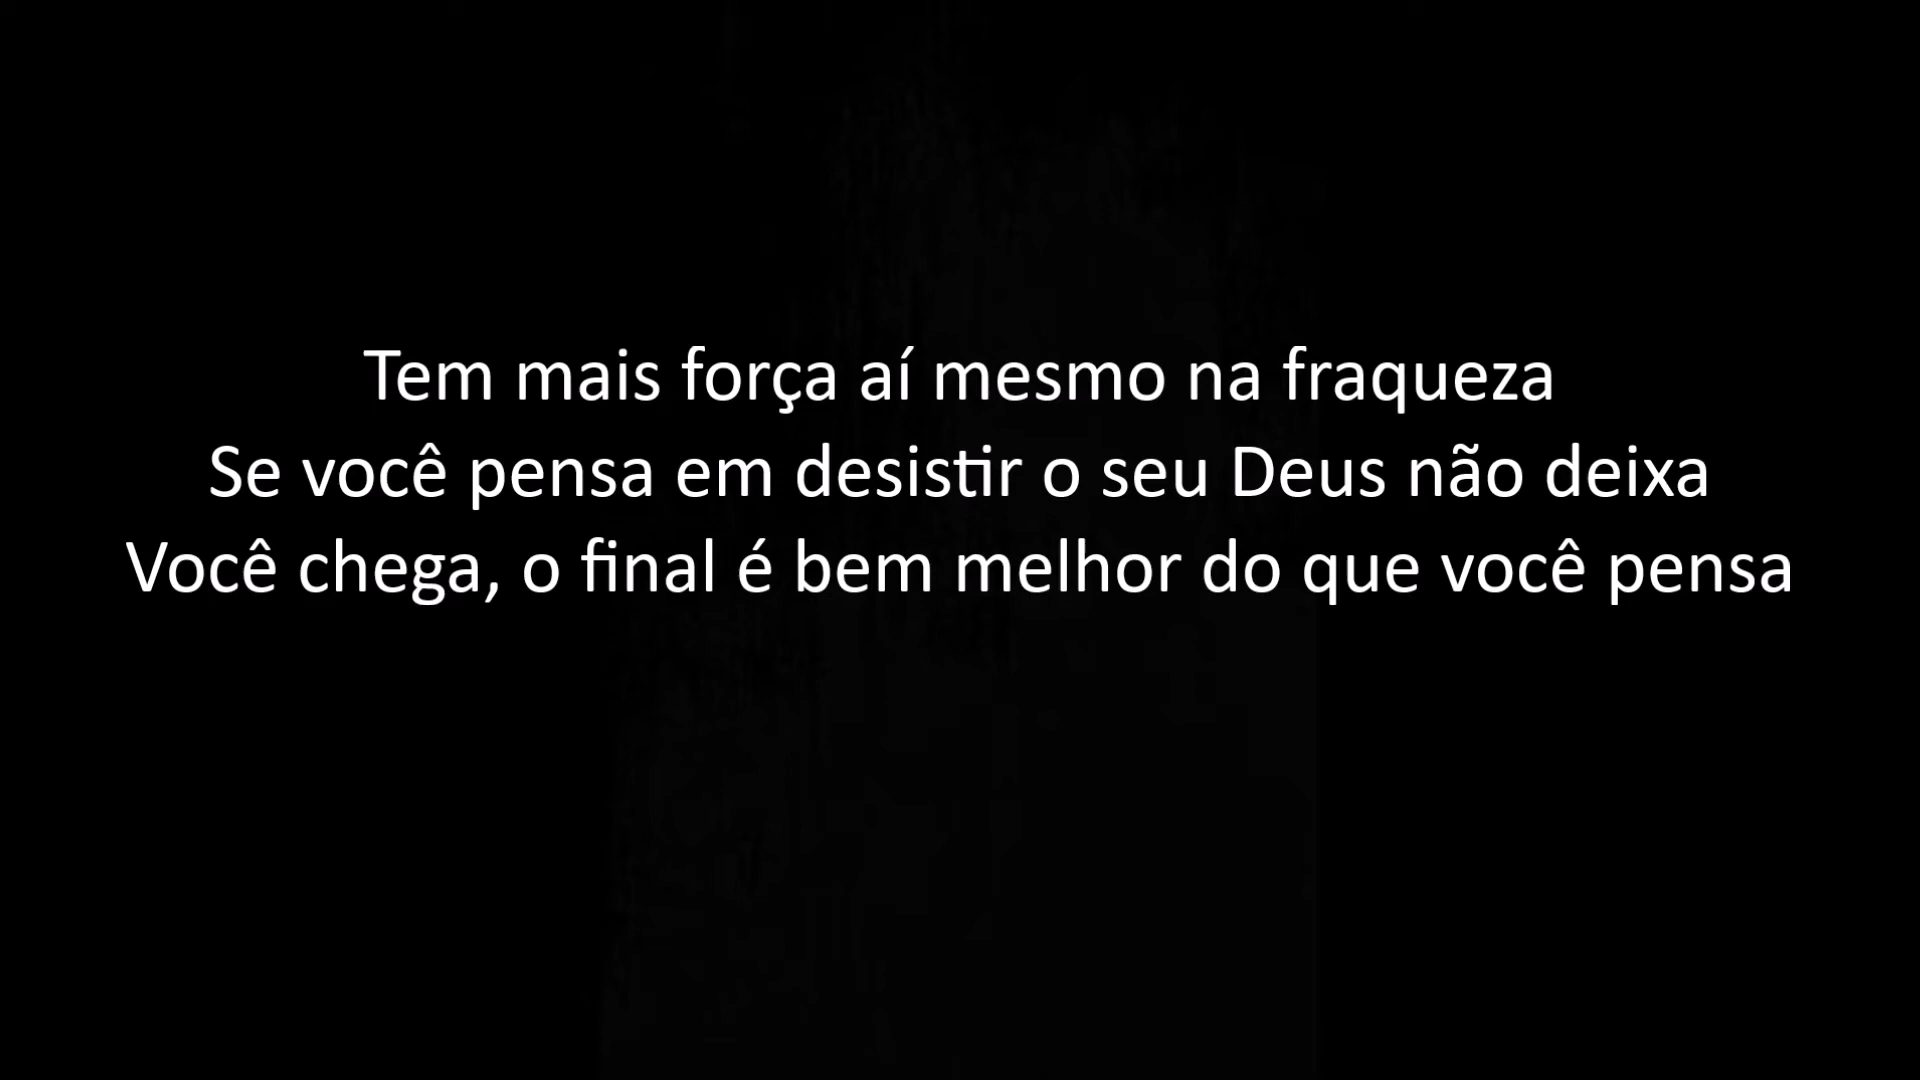 Tem mais força aí mesmo na fraqueza
Se você pensa em desistir o seu Deus não deixa
Você chega, o final é bem melhor do que você pensa